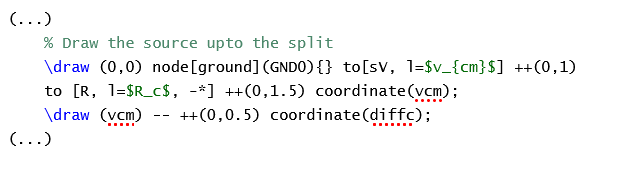 (...)
% Draw the source upto the split
\draw (0,0) node[ground](GND0){} to[sV, l=$v_{cm}$] ++(0,1)
to [R, l=$R_c$, -*] ++(0,1.5) coordinate(vcm);
\draw (vcm) -- ++(0,0.5) coordinate(diffc);
(...)